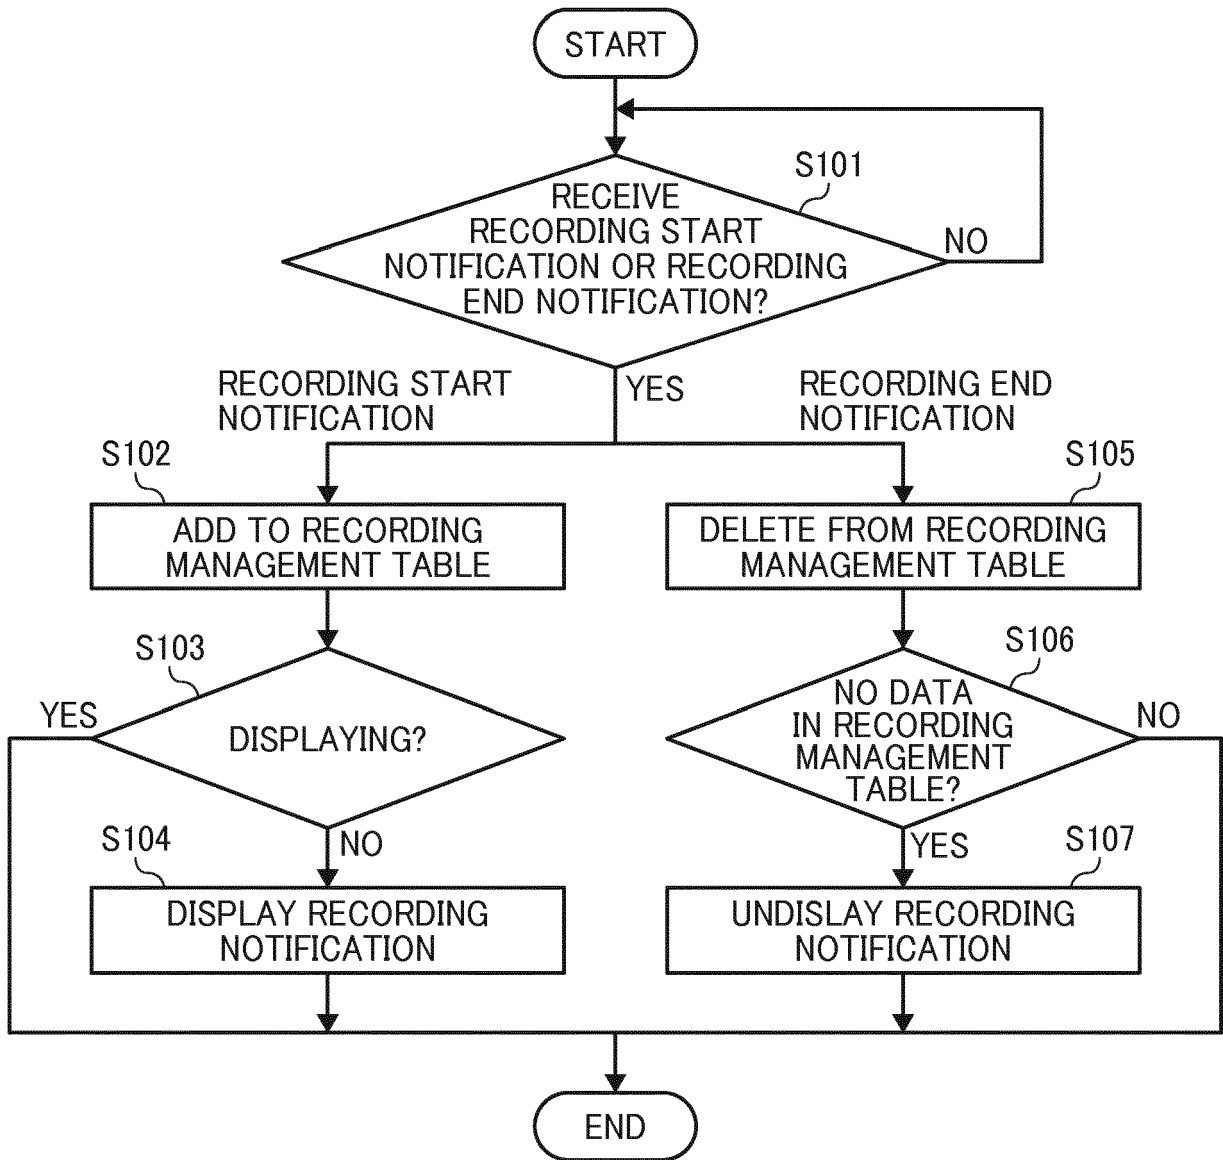 START
S101
RECEIVE
RECORDING START
NOTIFICATION OR RECORDING
END NOTIFICATION?
NO
YES
RECORDING START
NOTIFICATION
RECORDING END
NOTIFICATION
S102
ADD TO RECORDING
MANAGEMENT TABLE
S105
DELETE FROM RECORDING
MANAGEMENT TABLE
S103
YES
DISPLAYING?
NO
S106
NO DATA
IN RECORDING
MANAGEMENT
TABLE?
NO
YES
S104
DISPLAY RECORDING
NOTIFICATION
S107
UNDISLAY RECORDING
NOTIFICATION
END